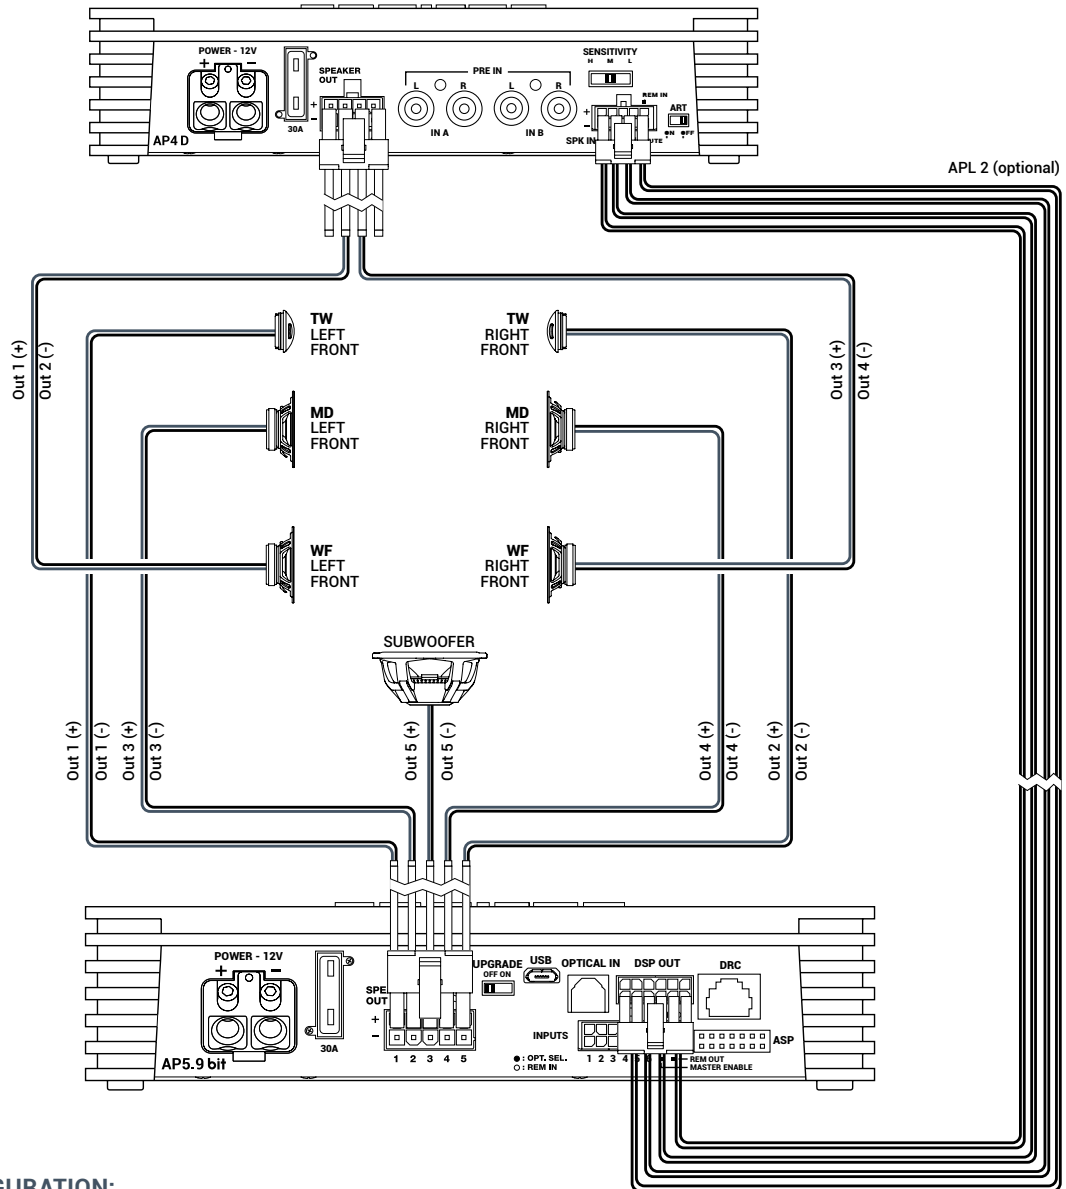 SENSITIVITY
H M L
POWER - 12V
+ -
SPEAKER
OUT
PRE IN
L R L R
REM IN
ART
+
-
30A
IN A IN B
+
-
SPK IN
UTE
ON OFF
AP4 D
APL 2 (optional)
TW
LEFT
FRONT
TW
RIGHT
FRONT
Out 1 (+)
Out 2 (-)
Out 3 (+)
Out 4 (-)
MD
LEFT
FRONT
MD
RIGHT
FRONT
WF
LEFT
FRONT
WF
RIGHT
FRONT
SUBWOOFER
Out 1 (+)
Out 1 (-)
Out 3 (+)
Out 3 (-)
Out 5 (+)
Out 5 (-)
Out 4 (+)
Out 4 (-)
Out 2 (+)
Out 2 (-)
POWER - 12V
+ -
SPE
OUT
+
-
UPGRADE
OFF ON
USB
OPTICAL IN
DSP OUT
DRC
INPUTS
ASP
30A
1 2 3 4 5
● : OPT. SEL.
○ : REM IN
1 2 3 4 5 6
REM OUT
MASTER ENABLE
AP5.9 bit
GURATION: